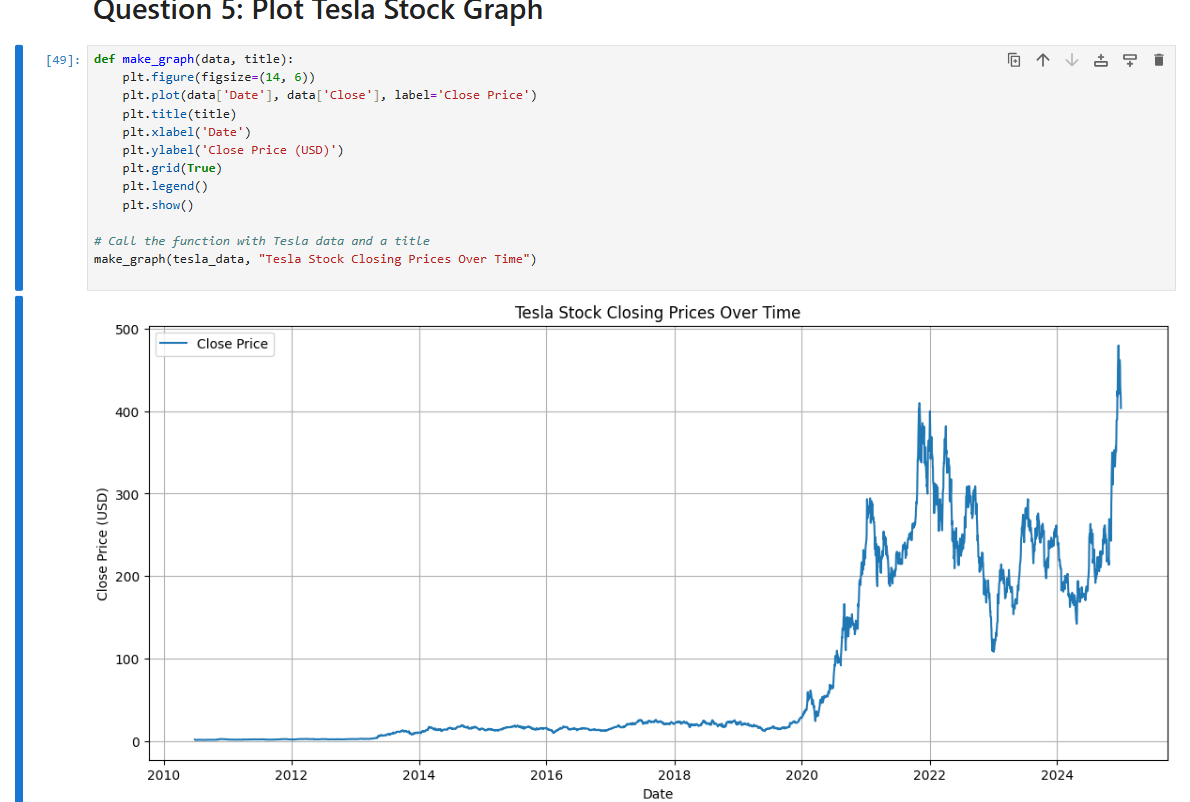 Question 5: Plot Tesla Stock Graph
[49]:
def make_graph(data, title):
    plt.figure(figsize=(14, 6))
    plt.plot(data['Date'], data['Close'], label='Close Price')
    plt.title(title)
    plt.xlabel('Date')
    plt.ylabel('Close Price (USD)')
    plt.grid(True)
    plt.legend()
    plt.show()
# Call the function with Tesla data and a title
make_graph(tesla_data, "Tesla Stock Closing Prices Over Time")
Tesla Stock Closing Prices Over Time
Close Price
Close Price (USD)
500
400
300
200
100
0
2010 2012 2014 2016 2018 2020 2022 2024
Date